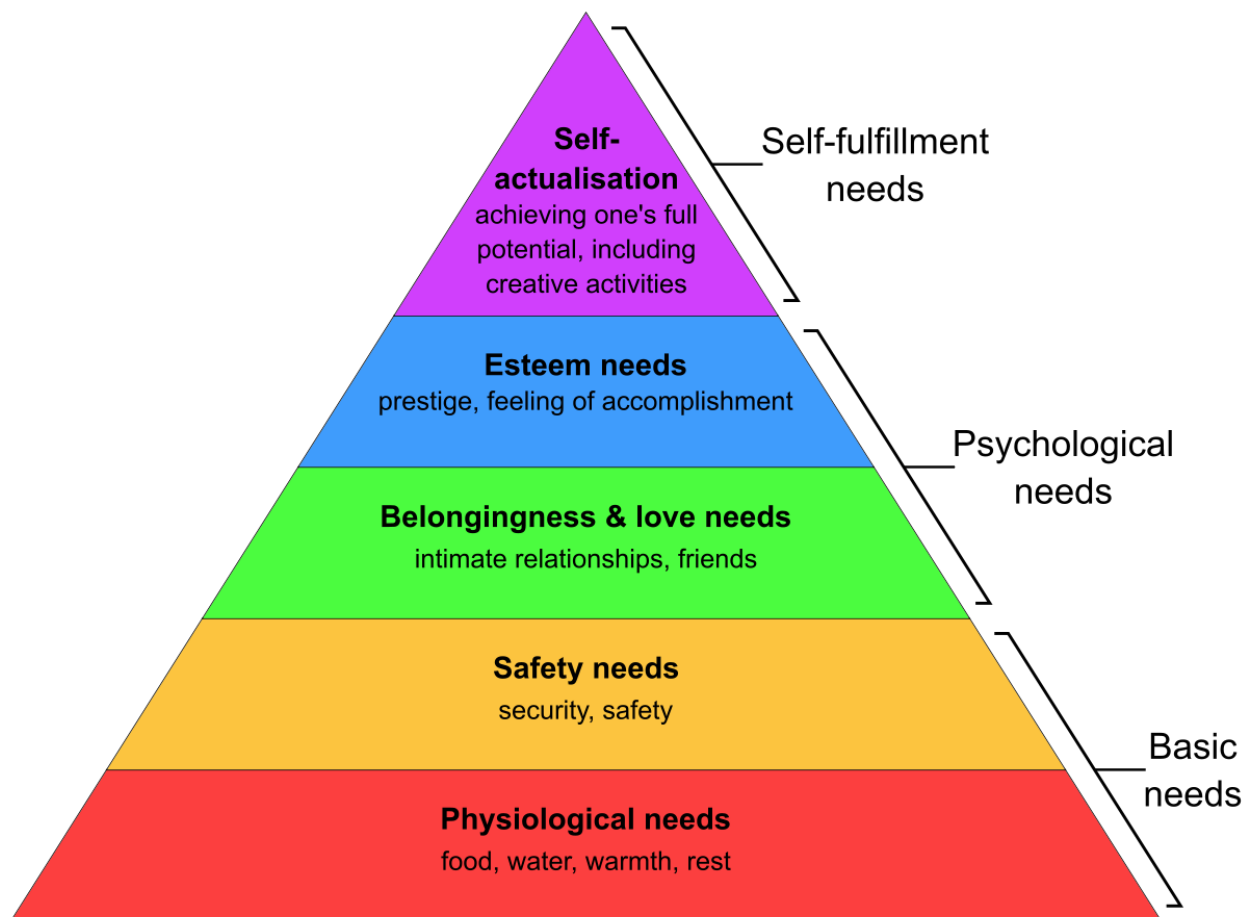 Self-
actualisation
achieving one's full
potential, including
creative activities
Self-fulfillment
needs
Esteem needs
prestige, feeling of accomplishment
Psychological
needs
Belongingness & love needs
intimate relationships, friends
Safety needs
security, safety
Basic
needs
Physiological needs
food, water, warmth, rest